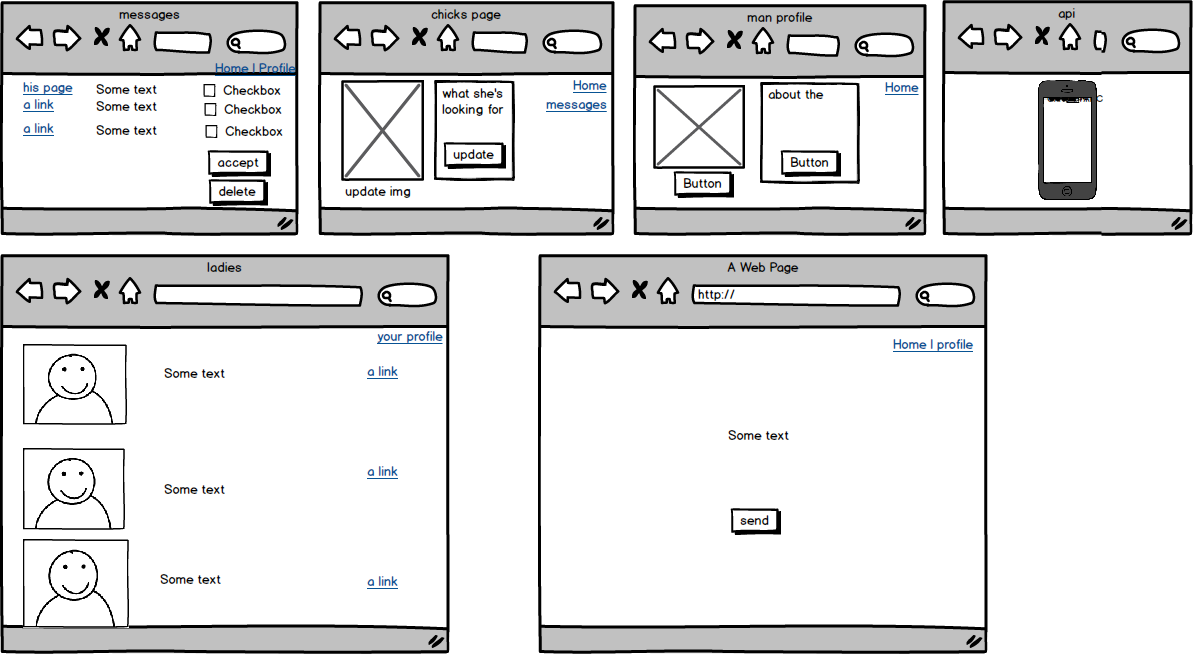 messages
Home | Profile
his page Some text Checkbox
a link Some text Checkbox
a link Some text Checkbox
accept
delete
chicks page
what she's
looking for
update
update img
Home
messages
man profile
Button
about the
Button
Home
api
ladies
your profile
Some text a link
Some text a link
Some text a link
A Web Page
http://
Home | profile
Some text
send